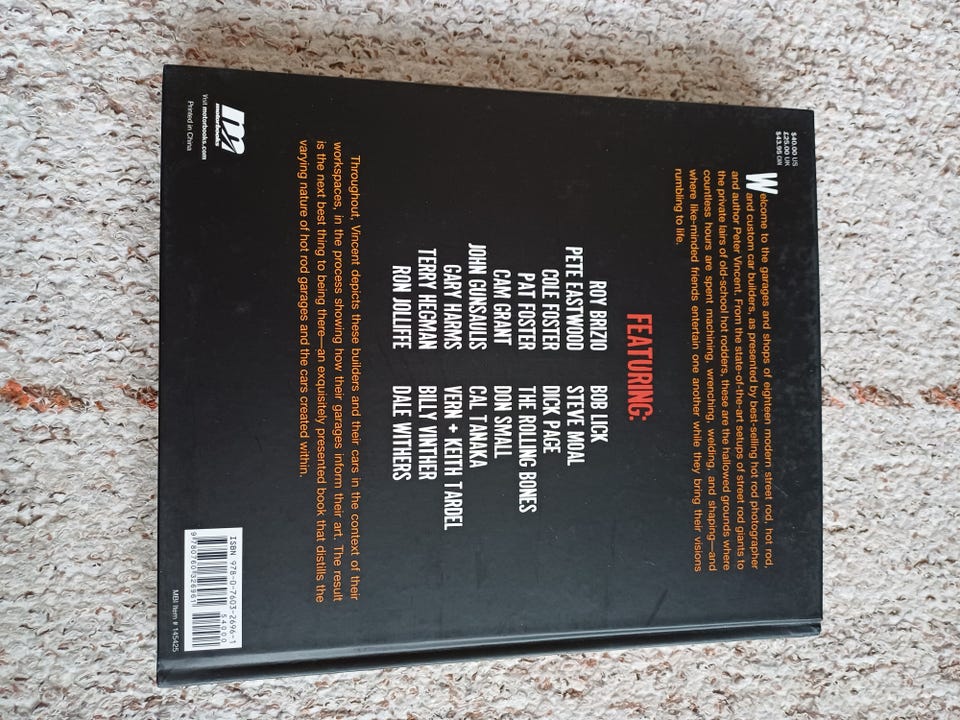 $40.00 US
£25.00 UK
$43.95 CAN
Welcome to the garages and shops of eighteen modern street rod, hot rod,
and custom car builders, as presented by best-selling hot rod photographer
and author Peter Vincent. From the state-of-the-art setups of street rod giants to
the private lairs of old-school hot rodders, these are the hallowed grounds where
countless hours are spent machining, wrenching, welding, and shaping—and
where like-minded friends entertain one another while they bring their visions
rumbling to life.
FEATURING:
ROY BRIZIO
PETE EASTWOOD
COLE FOSTER
PAT FOSTER
CAM GRANT
JOHN GUNSAULIS
GARY HARMS
TERRY HEGMAN
RON JOLLIFFE
BOB LICK
STEVE MOAL
DICK PAGE
THE ROLLING BONES
DON SMALL
CAL TANAKA
VERN + KEITH TARDEL
BILLY VINTHER
DALE WITHERS
Throughout, Vincent depicts these builders and their cars in the context of their
workspaces, in the process showing how their garages inform their art. The result
is the next best thing to being there—an exquisitely presented book that distills the
varying nature of hot rod garages and the cars created within.
motorbooks
Visit motorbooks.com
Printed in China
ISBN 978-0-7603-2696-1
54000
9780760326961
MBI Item # 145425